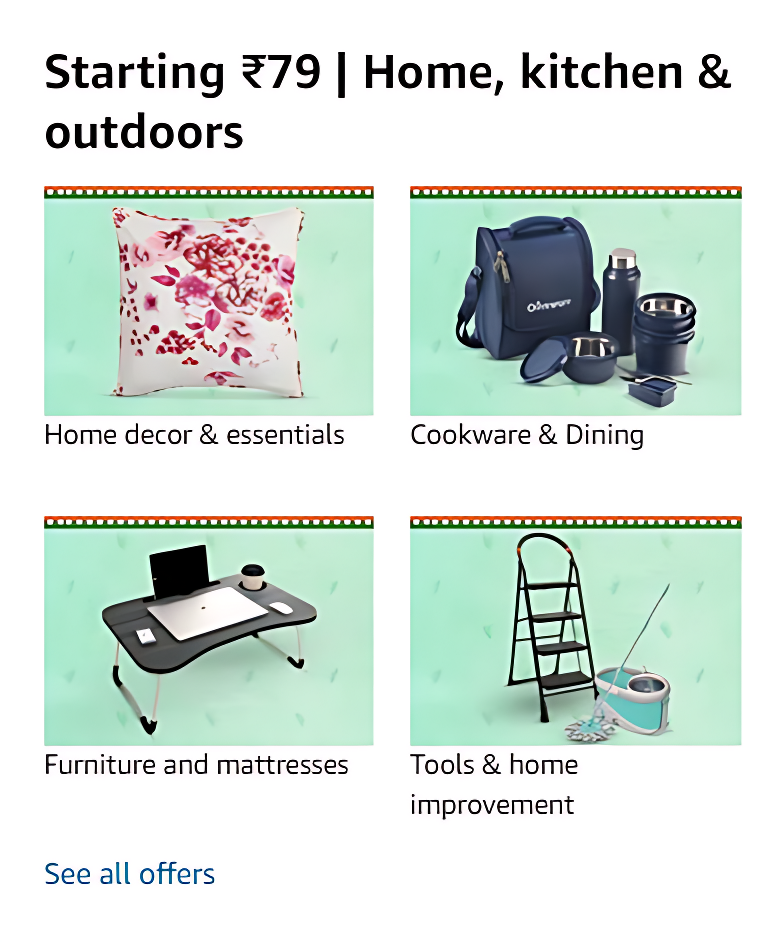 Starting ₹79 | Home, kitchen &
outdoors
Home decor & essentials
Cookware & Dining
Furniture and mattresses
Tools & home
improvement
See all offers